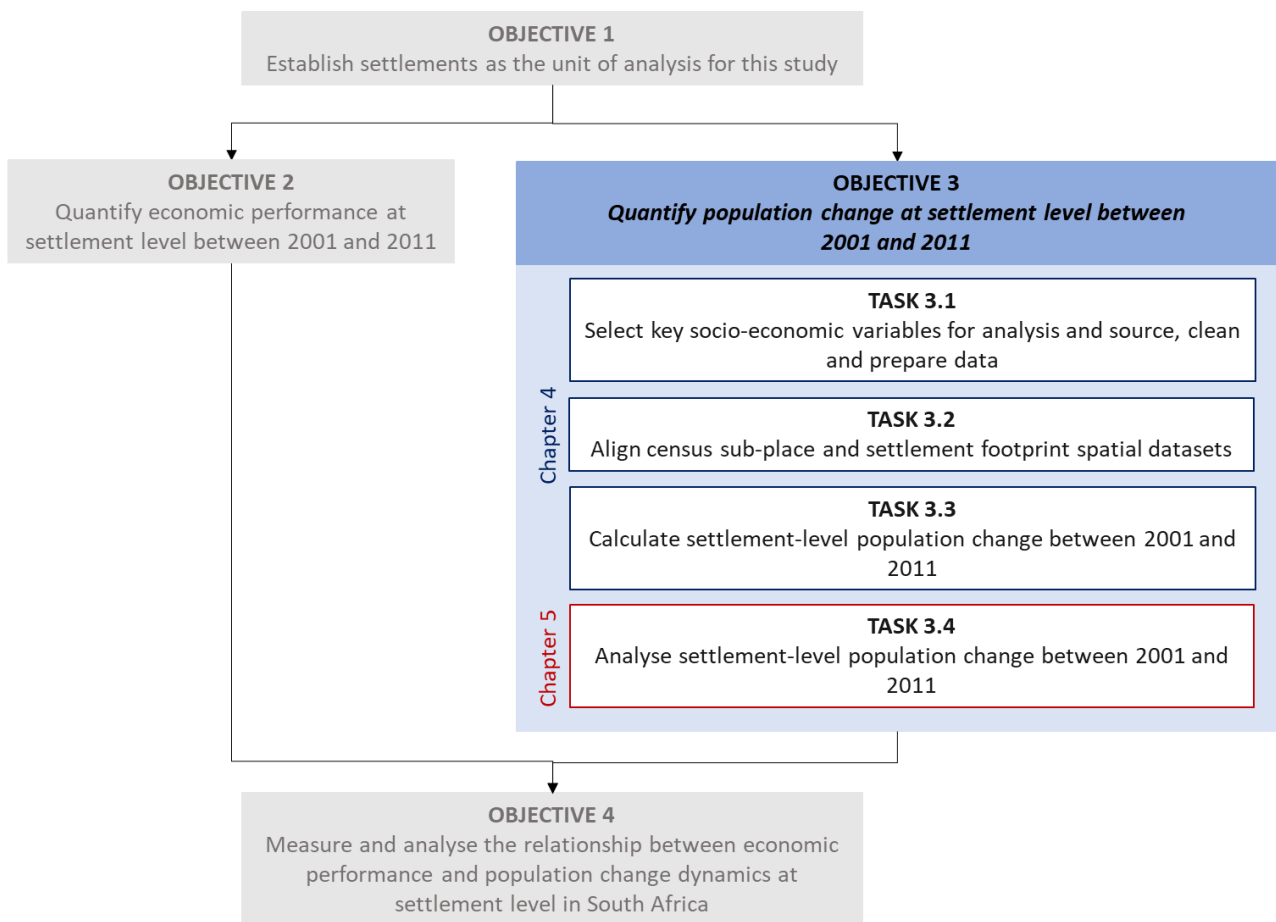 OBJECTIVE 1
Establish settlements as the unit of analysis for this study
OBJECTIVE 2
Quantify economic performance at
settlement level between 2001 and 2011
OBJECTIVE 3
Quantify population change at settlement level between
2001 and 2011
Chapter 4
TASK 3.1
Select key socio-economic variables for analysis and source, clean
and prepare data
TASK 3.2
Align census sub-place and settlement footprint spatial datasets
TASK 3.3
Calculate settlement-level population change between 2001 and
2011
Chapter 5
TASK 3.4
Analyse settlement-level population change between 2001 and
2011
OBJECTIVE 4
Measure and analyse the relationship between economic
performance and population change dynamics at
settlement level in South Africa